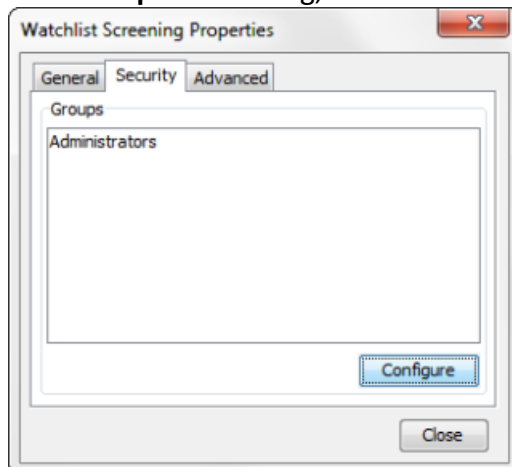 Watchlist Screening Properties
General Security Advanced
Groups
Administrators
Configure
Close